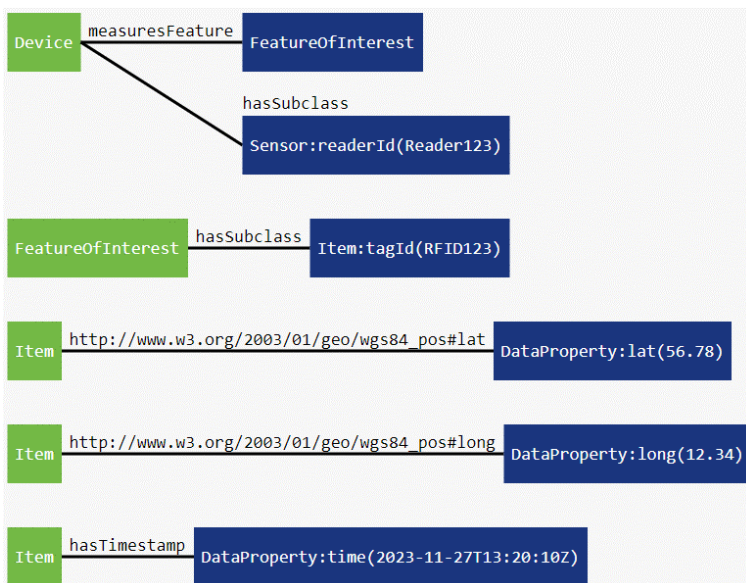 measuresFeature
Device FeatureOfInterest
hasSubclass
Sensor:readerId(Reader123)
hasSubclass
FeatureOfInterest Item:tagId(RFID123)
http://www.w3.org/2003/01/geo/wgs84_pos#lat
Item DataProperty:lat(56.78)
http://www.w3.org/2003/01/geo/wgs84_pos#long
Item DataProperty:long(12.34)
hasTimestamp
Item DataProperty:time(2023-11-27T13:20:10Z)